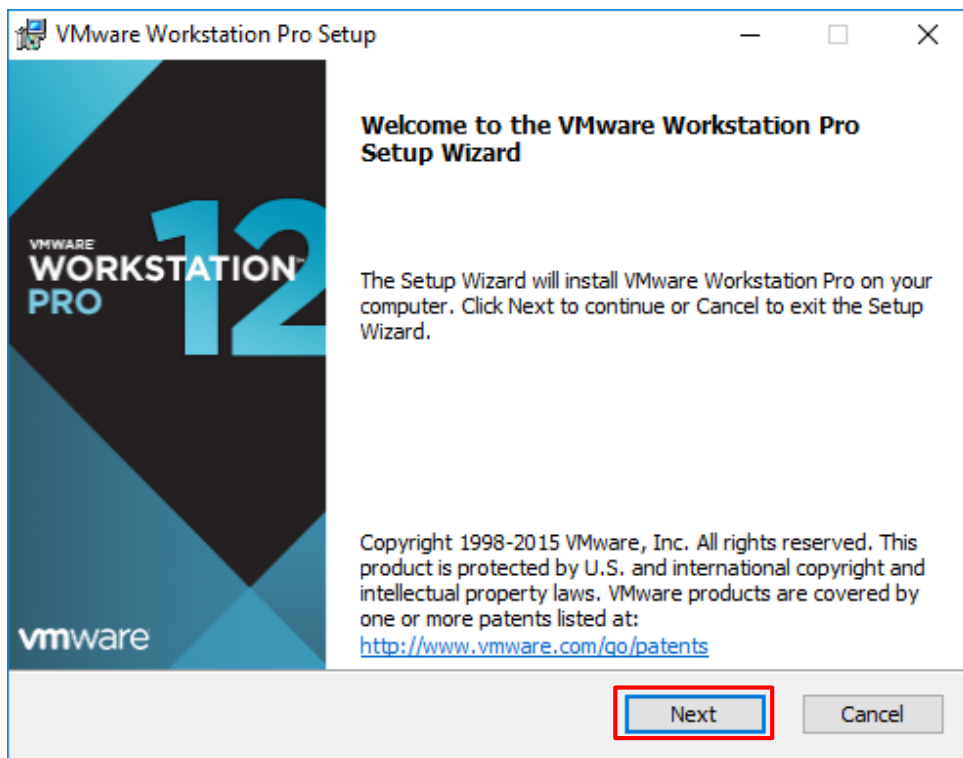 VMware Workstation Pro Setup
Welcome to the VMware Workstation Pro
Setup Wizard
VMWARE
WORKSTATION™
PRO
12
The Setup Wizard will install VMware Workstation Pro on your
computer. Click Next to continue or Cancel to exit the Setup
Wizard.
Copyright 1998-2015 VMware, Inc. All rights reserved. This
product is protected by U.S. and international copyright and
intellectual property laws. VMware products are covered by
one or more patents listed at:
http://www.vmware.com/go/patents
vmware
Next
Cancel